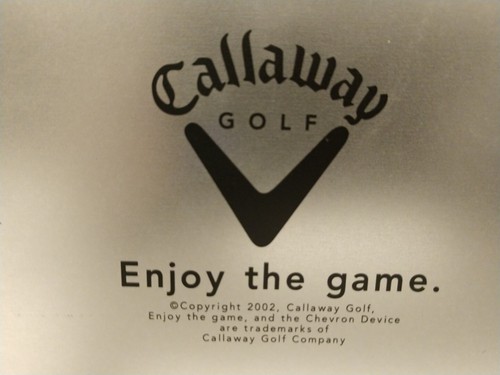 Callaway
GOLF
Enjoy the game.
©Copyright 2002, Callaway Golf,
Enjoy the game, and the Chevron Device
are trademarks of
Callaway Golf Company